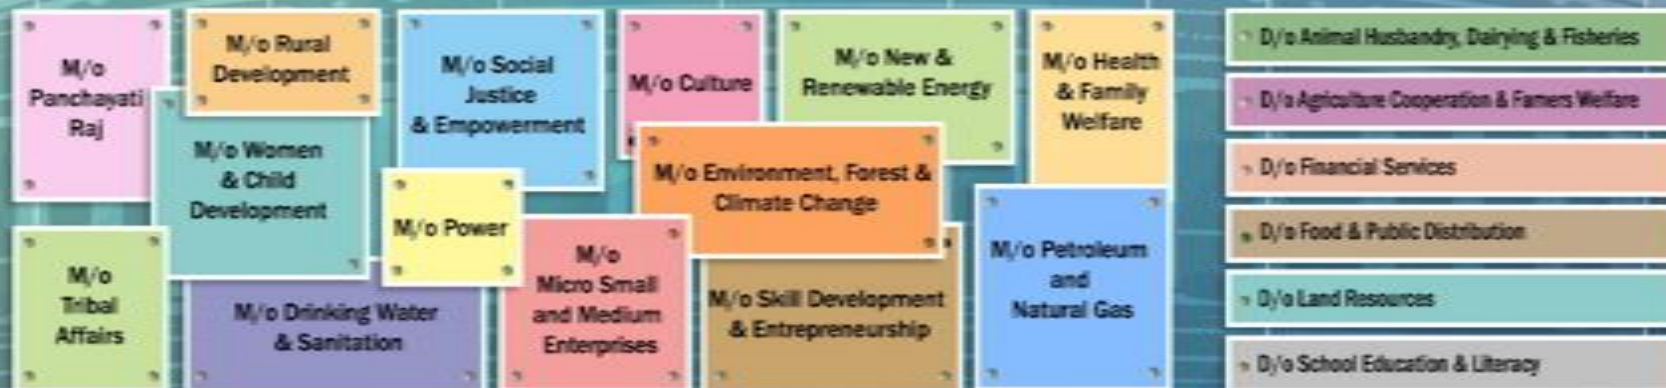 M/o
Panchayati
Raj
M/o Rural
Development
M/o Social
Justice
& Empowerment
M/o Culture
M/o New &
Renewable Energy
M/o Health
& Family
Welfare
M/o Women
& Child
Development
M/o Power
M/o Environment, Forest &
Climate Change
M/o
Tribal
Affairs
M/o Drinking Water
& Sanitation
M/o
Micro Small
and Medium
Enterprises
M/o Skill Development
& Entrepreneurship
M/o Petroleum
and
Natural Gas
D/o Animal Husbandry, Dairying & Fisheries
D/o Agriculture Cooperation & Famers Welfare
D/o Financial Services
D/o Food & Public Distribution
D/o Land Resources
D/o School Education & Literacy